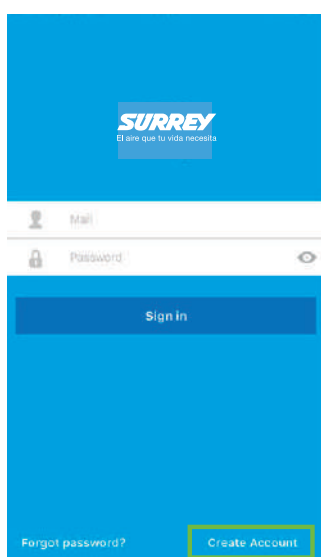 SURREY
El aire que tu vida necesita
Mail
Password
Sign in
Forgot password? Create Account